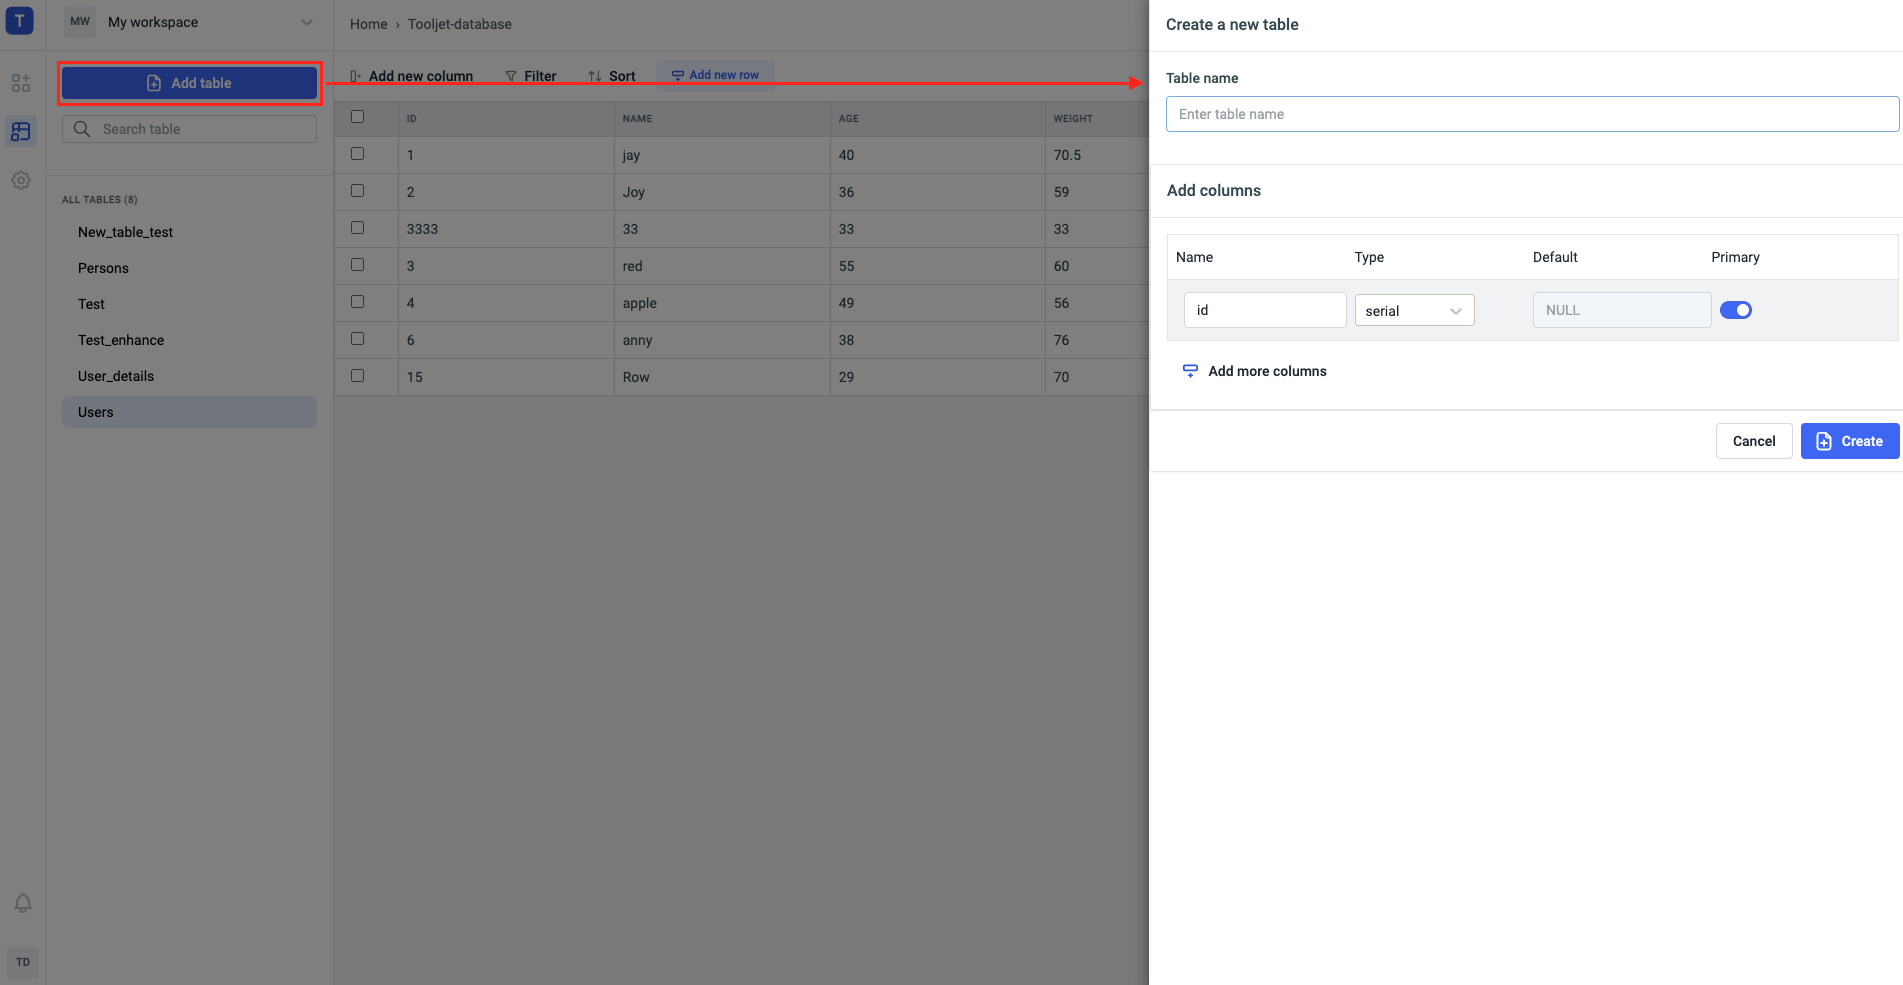 T
MW My workspace
Add table
Search table
ALL TABLES (8)
New_table_test
Persons
Test
Test_enhance
User_details
Users
TD
Home › Tooljet-database
Add new column Filter Sort Add new row
ID NAME AGE WEIGHT
1 jay 40 70.5
2 Joy 36 59
3333 33 33 33
3 red 55 60
4 apple 49 56
6 anny 38 76
15 Row 29 70
Create a new table
Table name
Enter table name
Add columns
Name Type Default Primary
id serial NULL
Add more columns
Cancel Create